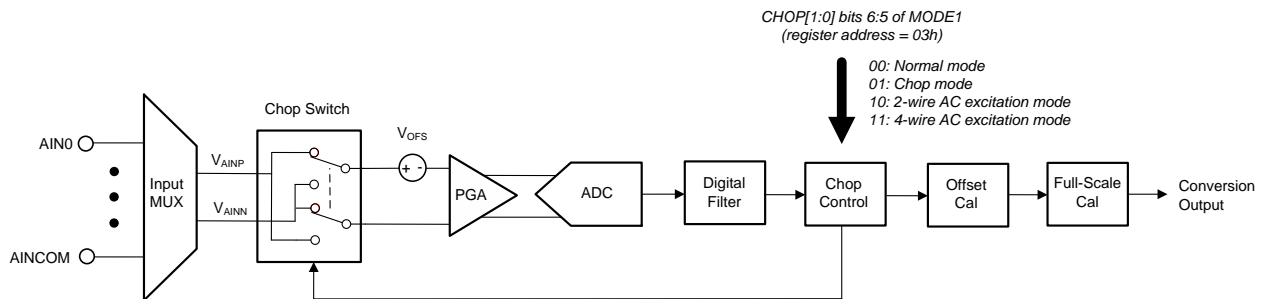 CHOP[1:0] bits 6:5 of MODE1
(register address = 03h)
00: Normal mode
01: Chop mode
10: 2-wire AC excitation mode
11: 4-wire AC excitation mode
Chop Switch
AIN0
AINCOM
Input
MUX
VAINP
VAINN
VOFS
+ -
PGA
ADC
Digital
Filter
Chop
Control
Offset
Cal
Full-Scale
Cal
Conversion
Output